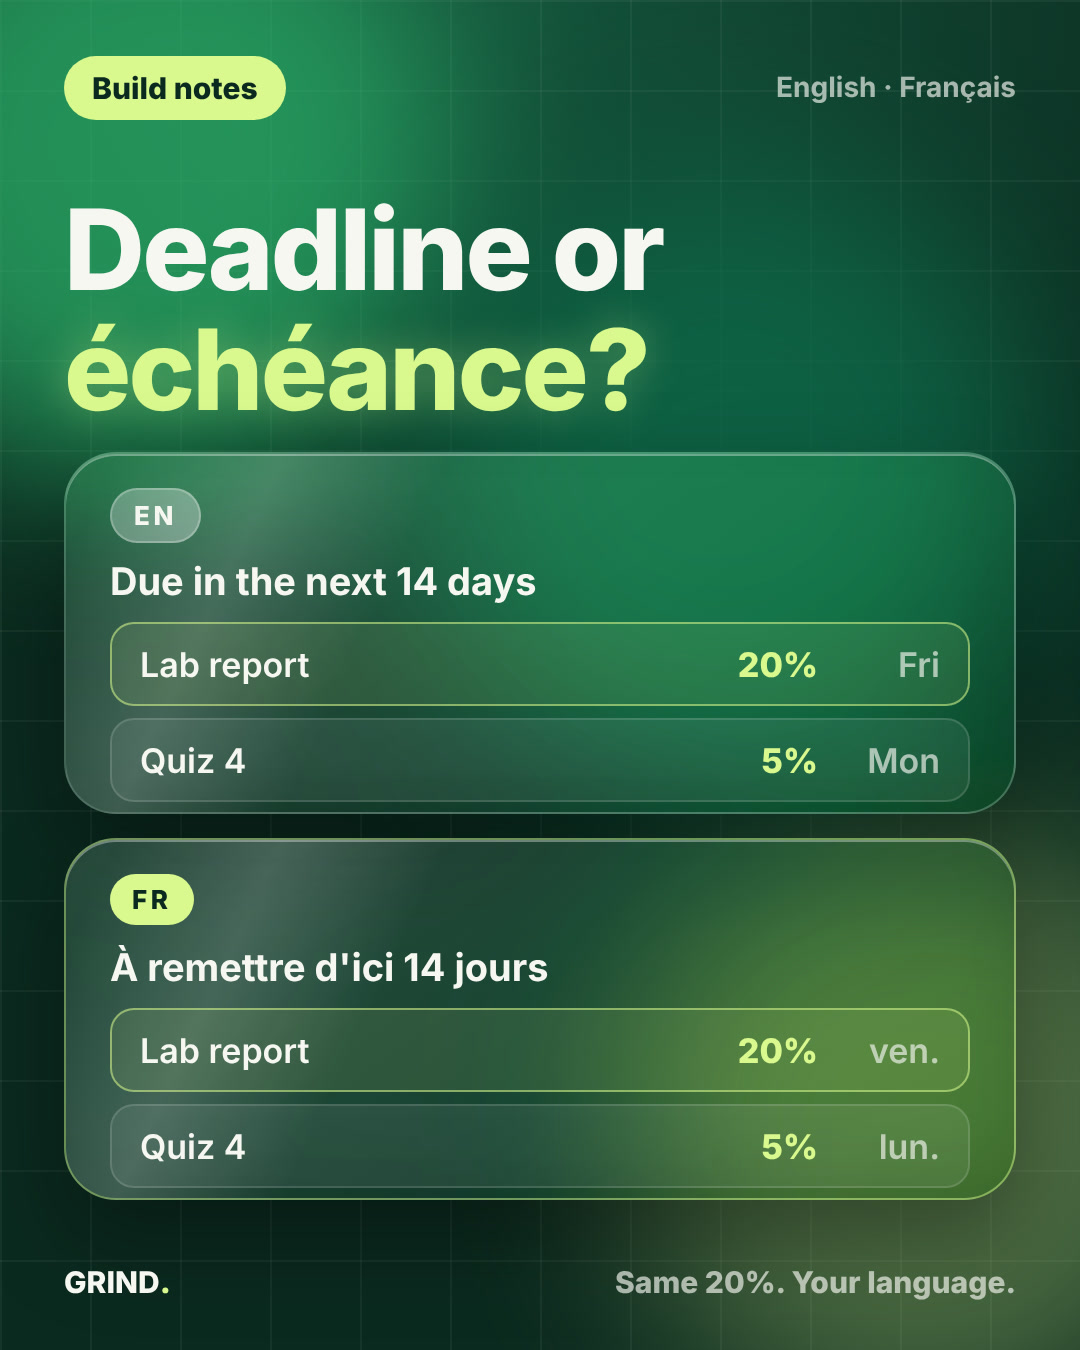 Build notes
English · Français
Deadline or
échéance?
EN
Due in the next 14 days
Lab report 20% Fri
Quiz 4 5% Mon
FR
À remettre d'ici 14 jours
Lab report 20% ven.
Quiz 4 5% lun.
GRIND.
Same 20%. Your language.